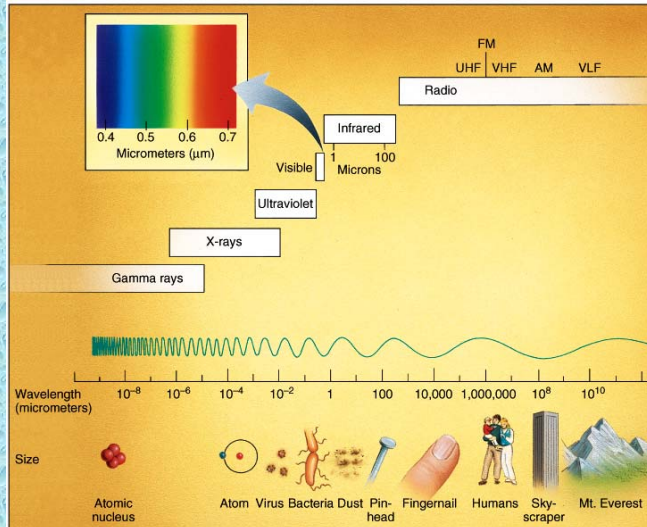 FM
UHF VHF AM VLF
Radio
Infrared
1 100
Microns
Visible
0.4 0.5 0.6 0.7
Micrometers (μm)
Ultraviolet
X-rays
Gamma rays
Wavelength
(micrometers)
10⁻⁸ 10⁻⁶ 10⁻⁴ 10⁻² 1 100 10,000 1,000,000 10⁸ 10¹⁰
Size
Atomic
nucleus
Atom
Virus
Bacteria
Dust
Pin-
head
Fingernail
Humans
Sky-
scraper
Mt. Everest